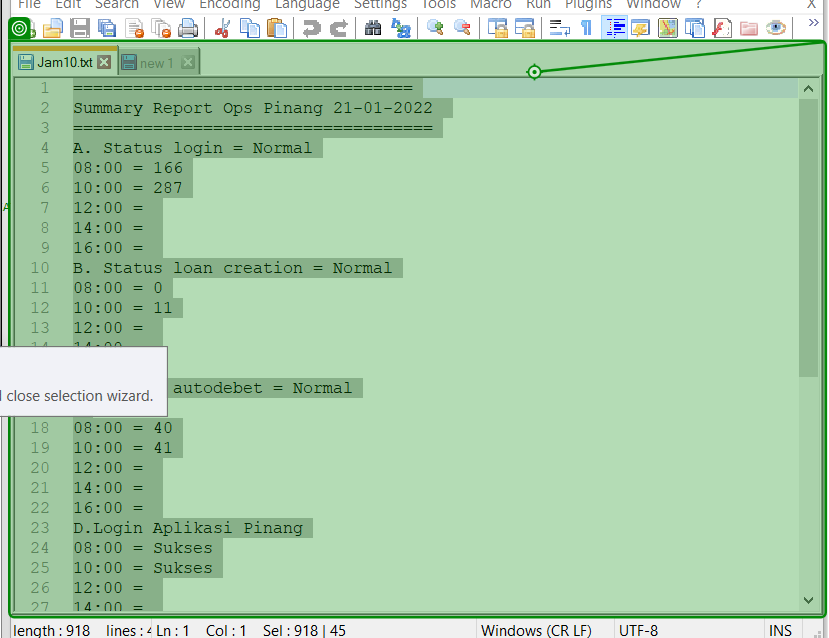 File Edit Search View Encoding Language Settings Tools Macro Run Plugins Window ? X
Jam10.txt new 1
1 ==================================
2 Summary Report Ops Pinang 21-01-2022
3 ====================================
4 A. Status login = Normal
5 08:00 = 166
6 10:00 = 287
7 12:00 =
8 14:00 =
9 16:00 =
10 B. Status loan creation = Normal
11 08:00 = 0
12 10:00 = 11
13 12:00 =
close selection wizard.
autodebet = Normal
18 08:00 = 40
19 10:00 = 41
20 12:00 =
21 14:00 =
22 16:00 =
23 D.Login Aplikasi Pinang
24 08:00 = Sukses
25 10:00 = Sukses
26 12:00 =
27 14:00 =
length : 918 lines : Ln : 1 Col : 1 Sel : 918 | 45 Windows (CR LF) UTF-8 INS